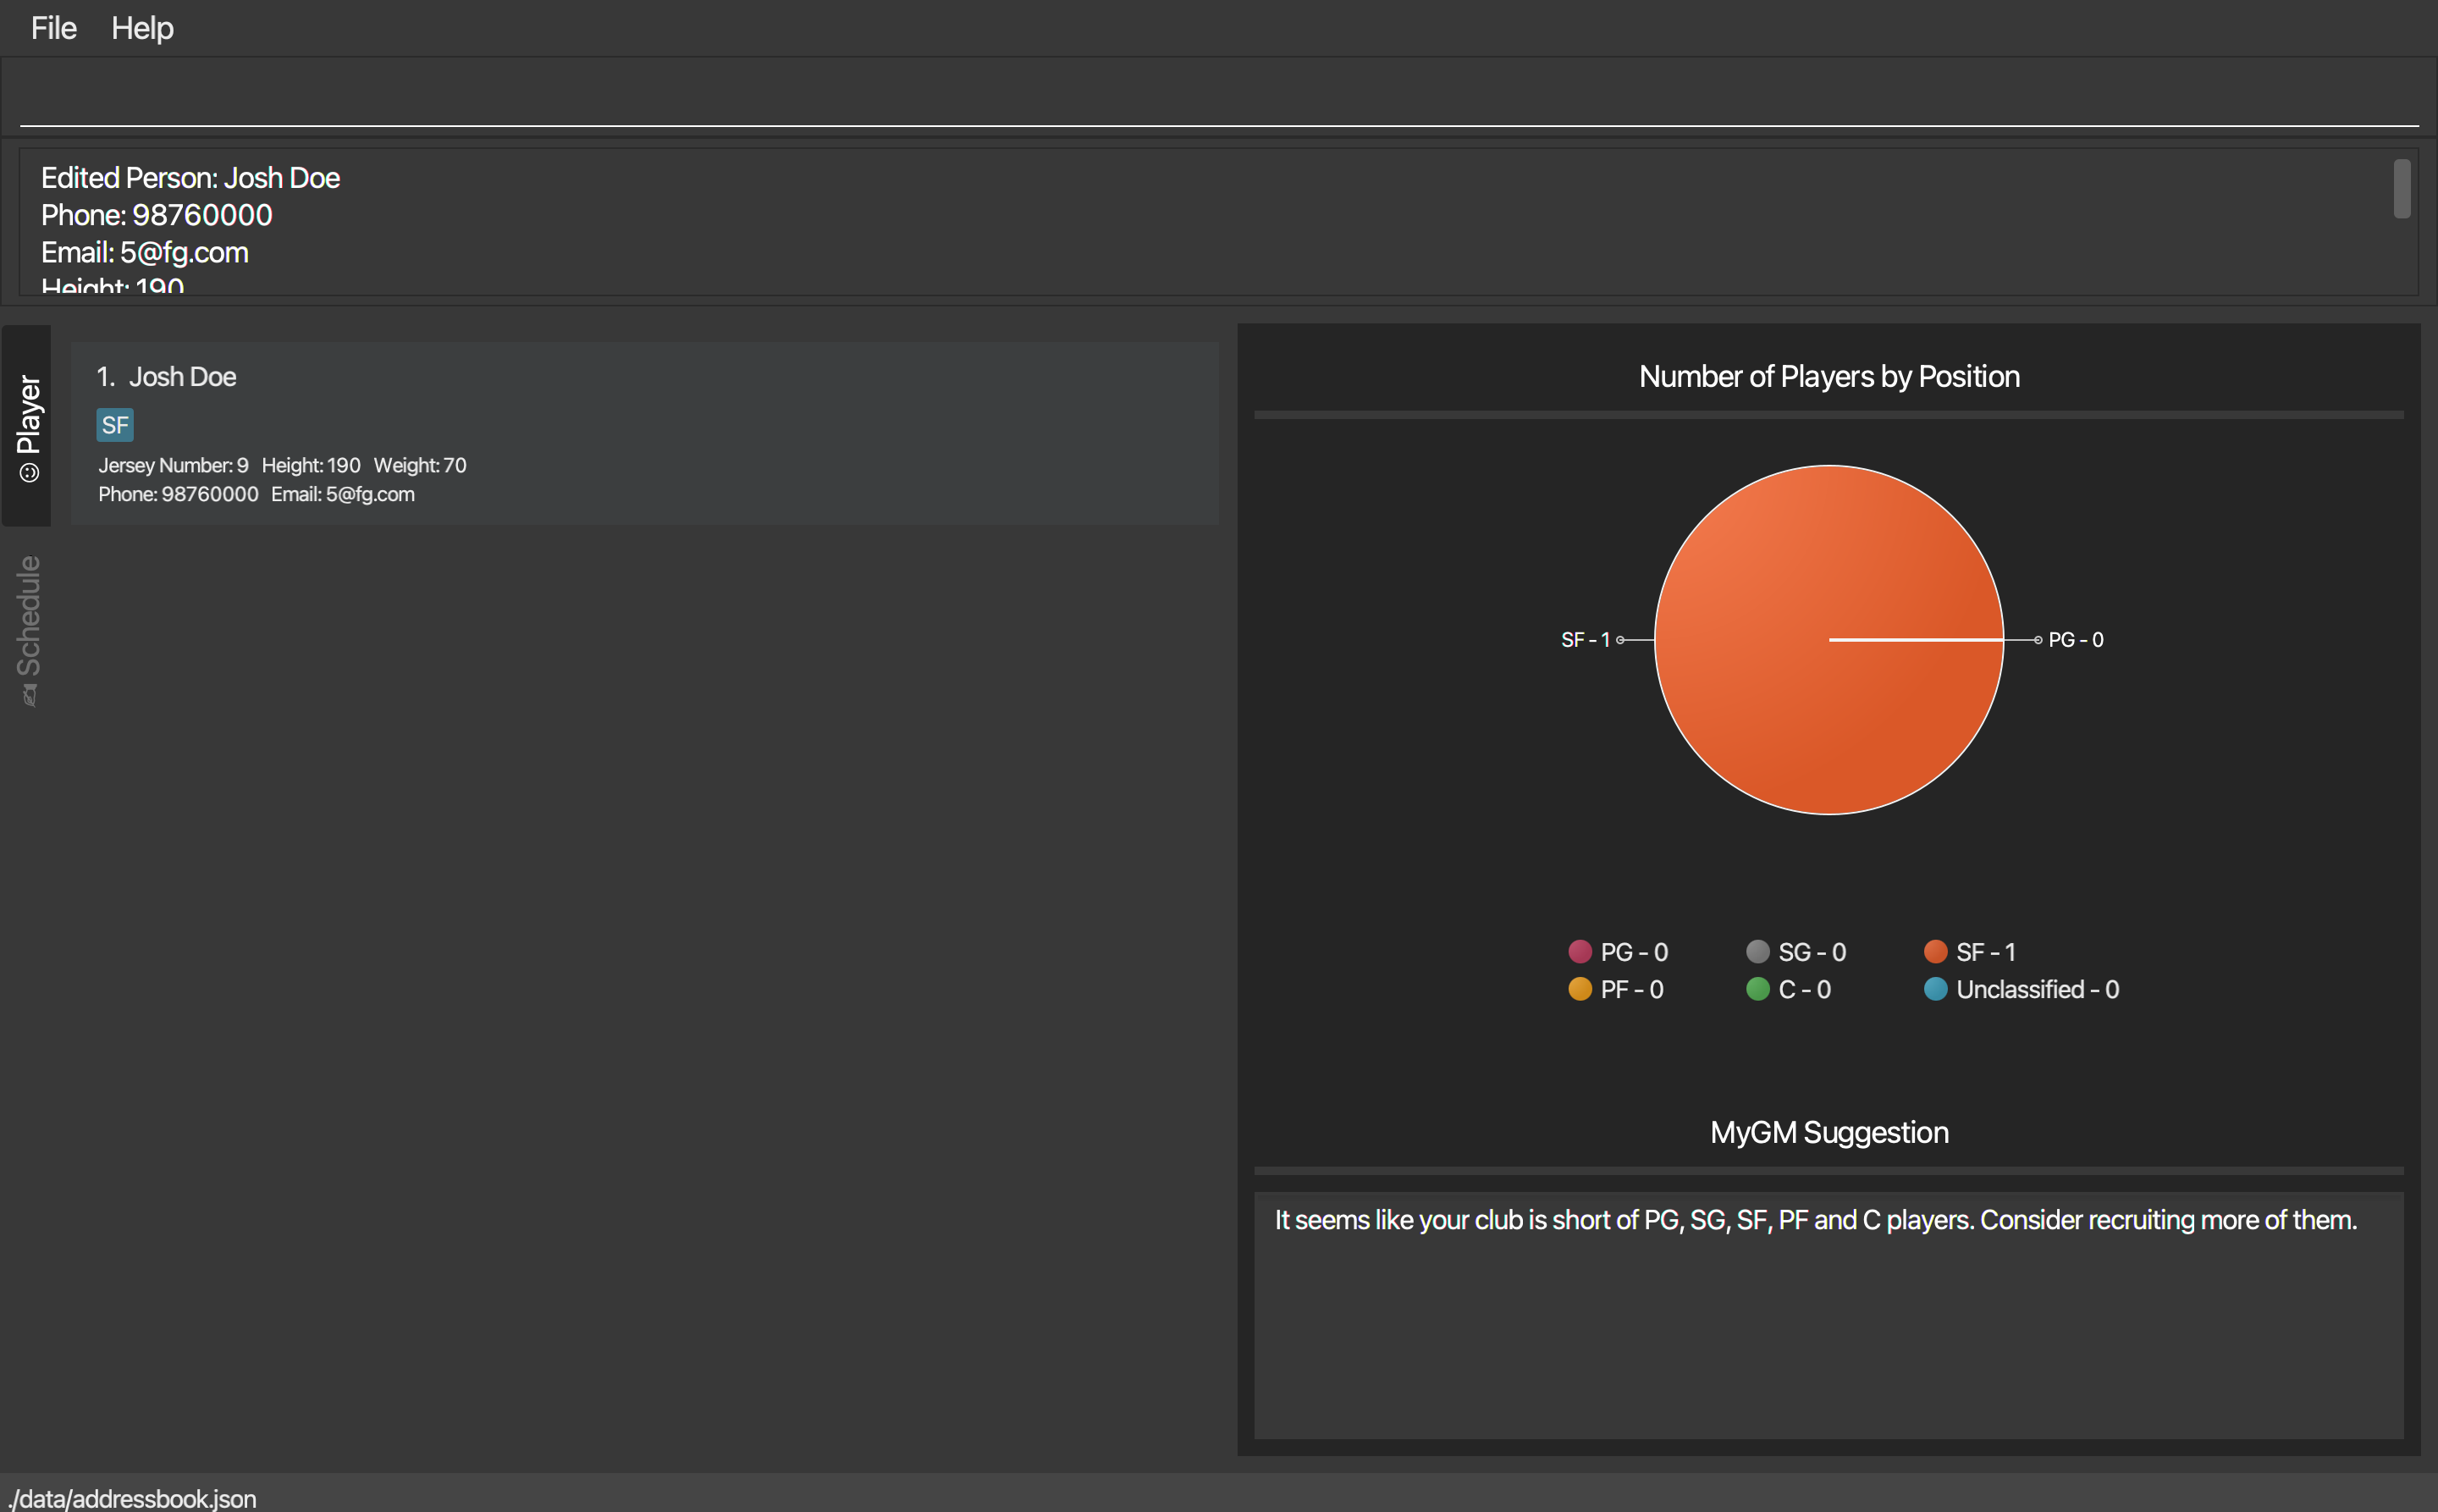 File Help
Edited Person: Josh Doe
Phone: 98760000
Email: 5@fg.com
Height: 190
Player
Schedule
1. Josh Doe
SF
Jersey Number: 9 Height: 190 Weight: 70
Phone: 98760000 Email: 5@fg.com
Number of Players by Position
SF - 1
PG - 0
PG - 0 SG - 0 SF - 1
PF - 0 C - 0 Unclassified - 0
MyGM Suggestion
It seems like your club is short of PG, SG, SF, PF and C players. Consider recruiting more of them.
./data/addressbook.json